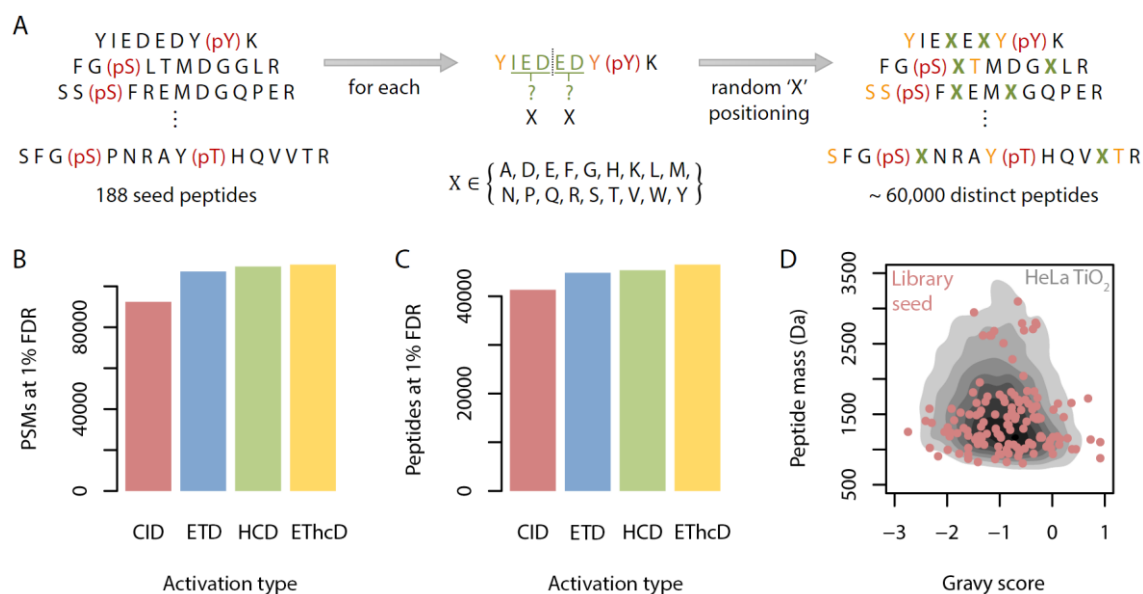 A
Y I E D E D Y (pY) K
F G (pS) L T M D G G L R
S S (pS) F R E M D G Q P E R
⋮
S F G (pS) P N R A Y (pT) H Q V V T R
188 seed peptides
for each
Y I E D E D Y (pY) K
? ?
X X
X ∈ { A, D, E, F, G, H, K, L, M,
N, P, Q, R, S, T, V, W, Y }
random 'X'
positioning
Y I E X E X Y (pY) K
F G (pS) X T M D G X L R
S S (pS) F X E M X G Q P E R
⋮
S F G (pS) X N R A Y (pT) H Q V X T R
~ 60,000 distinct peptides
B
PSMs at 1% FDR
0
40000
80000
CID ETD HCD EThcD
Activation type
C
Peptides at 1% FDR
0
20000
40000
CID ETD HCD EThcD
Activation type
D
Peptide mass (Da)
3500
2500
1500
500
Library
seed
HeLa TiO₂
−3 −2 −1 0 1
Gravy score